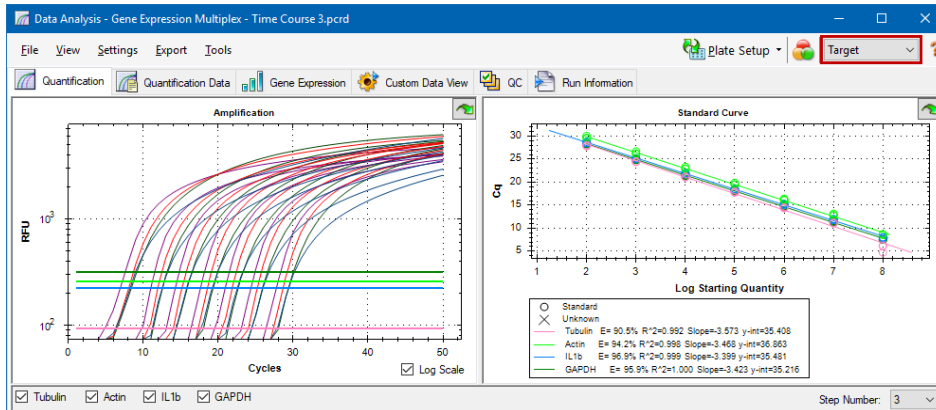 Data Analysis - Gene Expression Multiplex - Time Course 3.pcrd
File View Settings Export Tools Plate Setup Target ?
Quantification Quantification Data Gene Expression Custom Data View QC Run Information
Amplification
10^3
10^2
RFU
0 10 20 30 40 50
Cycles
Log Scale
Standard Curve
30
25
20
15
10
5
Cq
1 2 3 4 5 6 7 8
Log Starting Quantity
Standard
Unknown
Tubulin E= 90.5% R^2=0.992 Slope=-3.573 y-int=35.408
Actin E= 94.2% R^2=0.998 Slope=-3.468 y-int=36.863
IL1b E= 96.9% R^2=0.999 Slope=-3.399 y-int=35.481
GAPDH E= 95.9% R^2=1.000 Slope=-3.423 y-int=35.216
Tubulin Actin IL1b GAPDH Step Number: 3